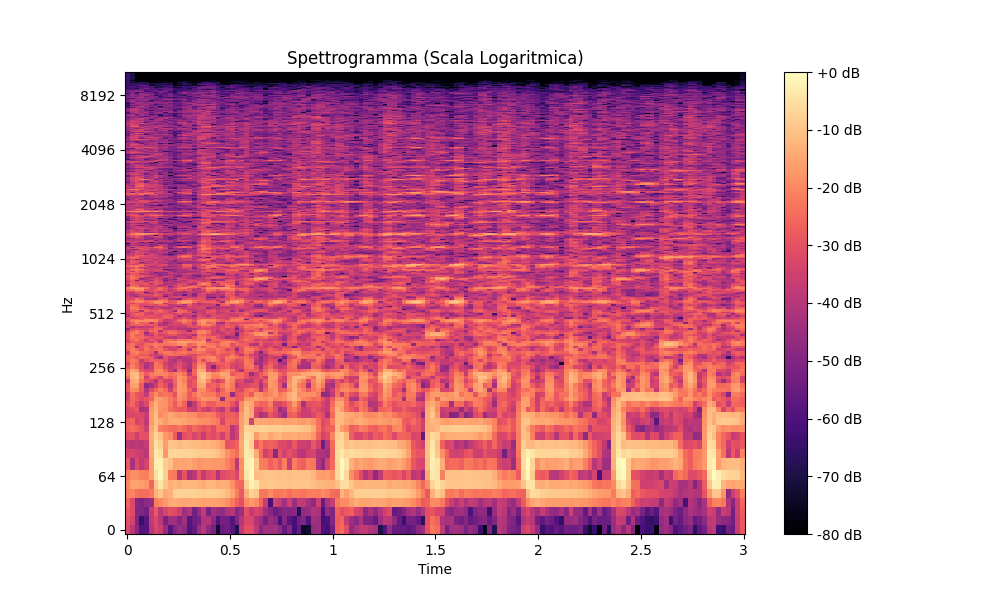 Spettrogramma (Scala Logaritmica)
Hz
8192
4096
2048
1024
512
256
128
64
0
0 0.5 1 1.5 2 2.5 3
Time
+0 dB
-10 dB
-20 dB
-30 dB
-40 dB
-50 dB
-60 dB
-70 dB
-80 dB